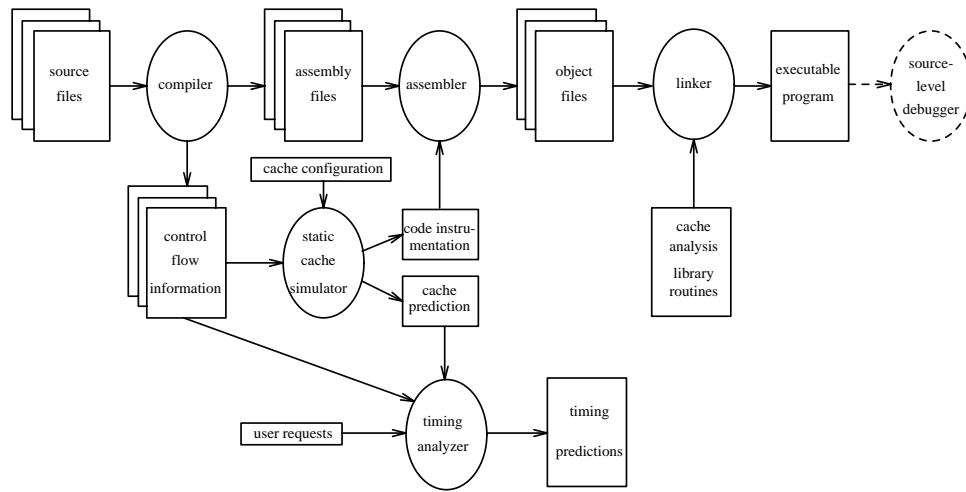 source
files
compiler
assembly
files
assembler
object
files
linker
executable
program
source-
level
debugger
cache configuration
control
flow
information
static
cache
simulator
code instru-
mentation
cache
prediction
cache
analysis
library
routines
user requests
timing
analyzer
timing
predictions